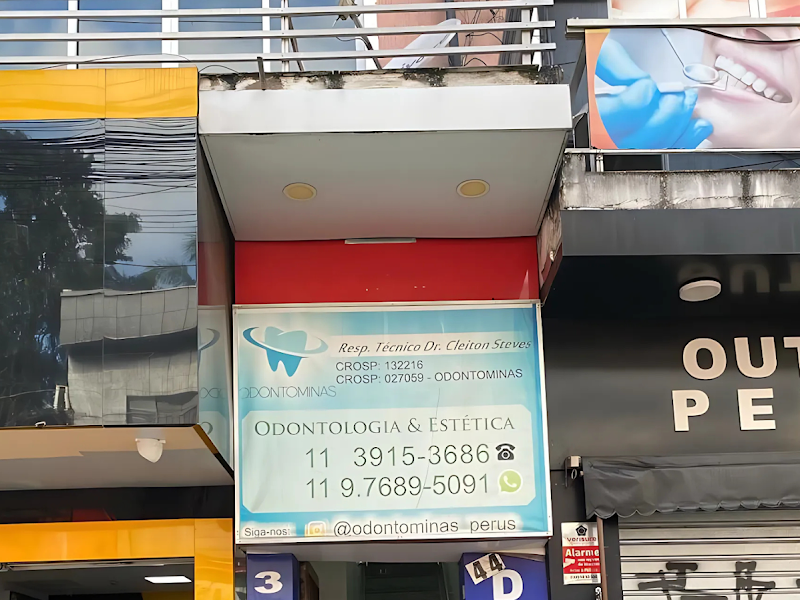 Resp. Técnico Dr. Cleiton Steves
CROSP: 132216
CROSP: 027059 - ODONTOMINAS
ODONTOMINAS
ODONTOLOGIA & ESTÉTICA
11 3915-3686
11 9.7689-5091
Siga-nos: @odontominas_perus
OUT
PE
verisure
Alarme
3
44
D